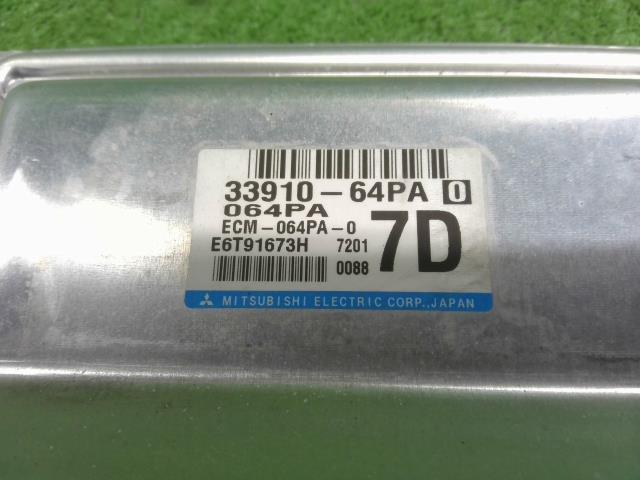 33910-64PA 0
064PA
ECM-064PA-0
E6T91673H 7201
0088
7D
MITSUBISHI ELECTRIC CORP.,JAPAN